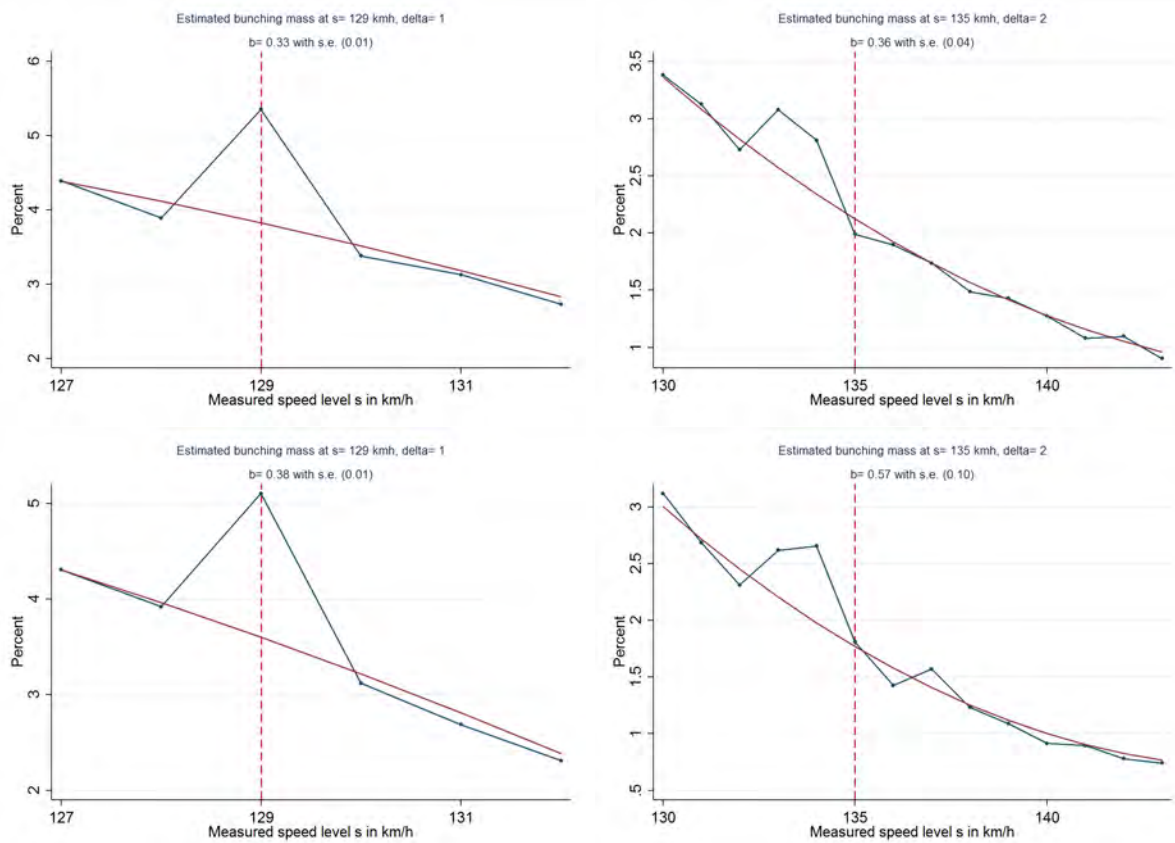 Estimated bunching mass at s= 129 kmh, delta= 1
b= 0.33 with s.e. (0.01)
6
5
4
3
2
Percent
127
129
131
Measured speed level s in km/h
Estimated bunching mass at s= 135 kmh, delta= 2
b= 0.36 with s.e. (0.04)
3.5
3
2.5
2
1.5
1
Percent
130
135
140
Measured speed level s in km/h
Estimated bunching mass at s= 129 kmh, delta= 1
b= 0.38 with s.e. (0.01)
5
4
3
2
Percent
127
129
131
Measured speed level s in km/h
Estimated bunching mass at s= 135 kmh, delta= 2
b= 0.57 with s.e. (0.10)
3
2.5
2
1.5
1
.5
Percent
130
135
140
Measured speed level s in km/h